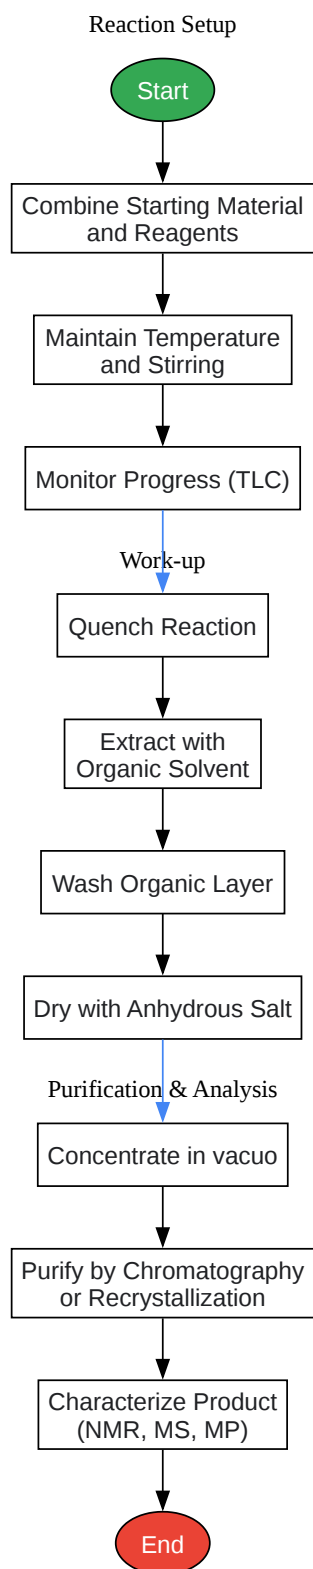 Reaction Setup
Start
Combine Starting Material
and Reagents
Maintain Temperature
and Stirring
Monitor Progress (TLC)
Work-up
Quench Reaction
Extract with
Organic Solvent
Wash Organic Layer
Dry with Anhydrous Salt
Purification & Analysis
Concentrate in vacuo
Purify by Chromatography
or Recrystallization
Characterize Product
(NMR, MS, MP)
End